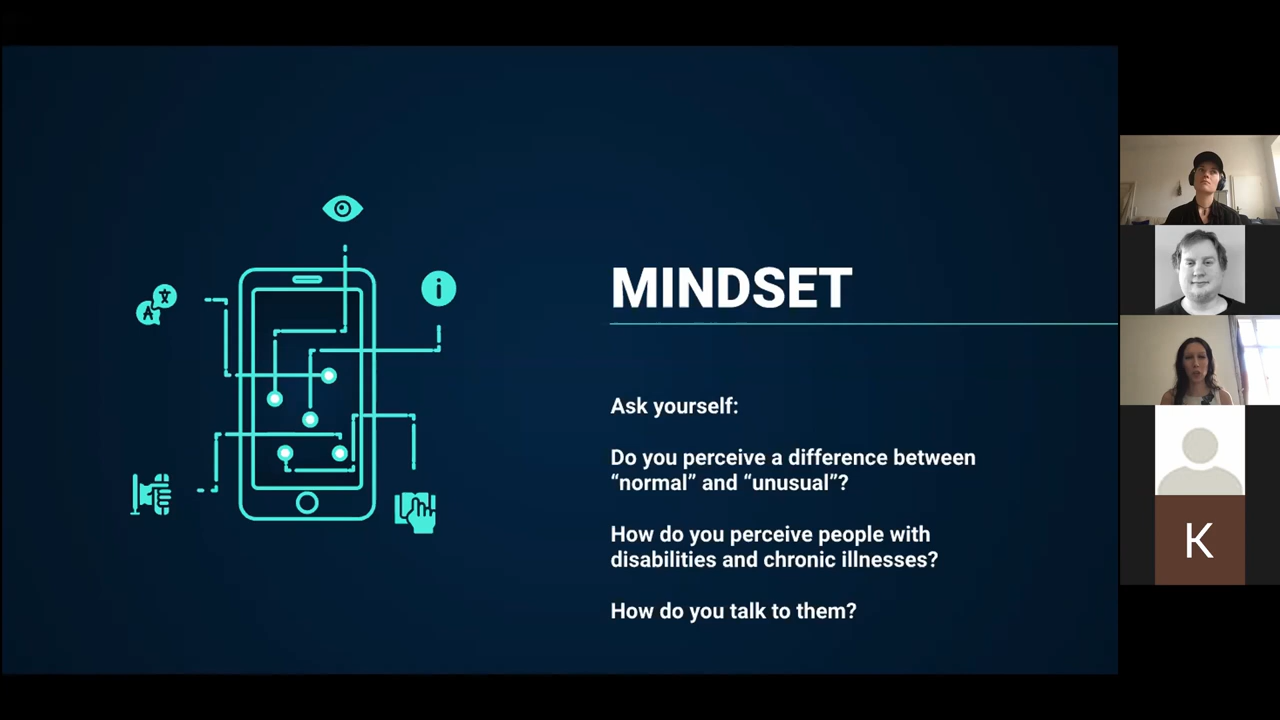 MINDSET
Ask yourself:
Do you perceive a difference between
“normal” and “unusual”?
How do you perceive people with
disabilities and chronic illnesses?
How do you talk to them?
A
文
i
K